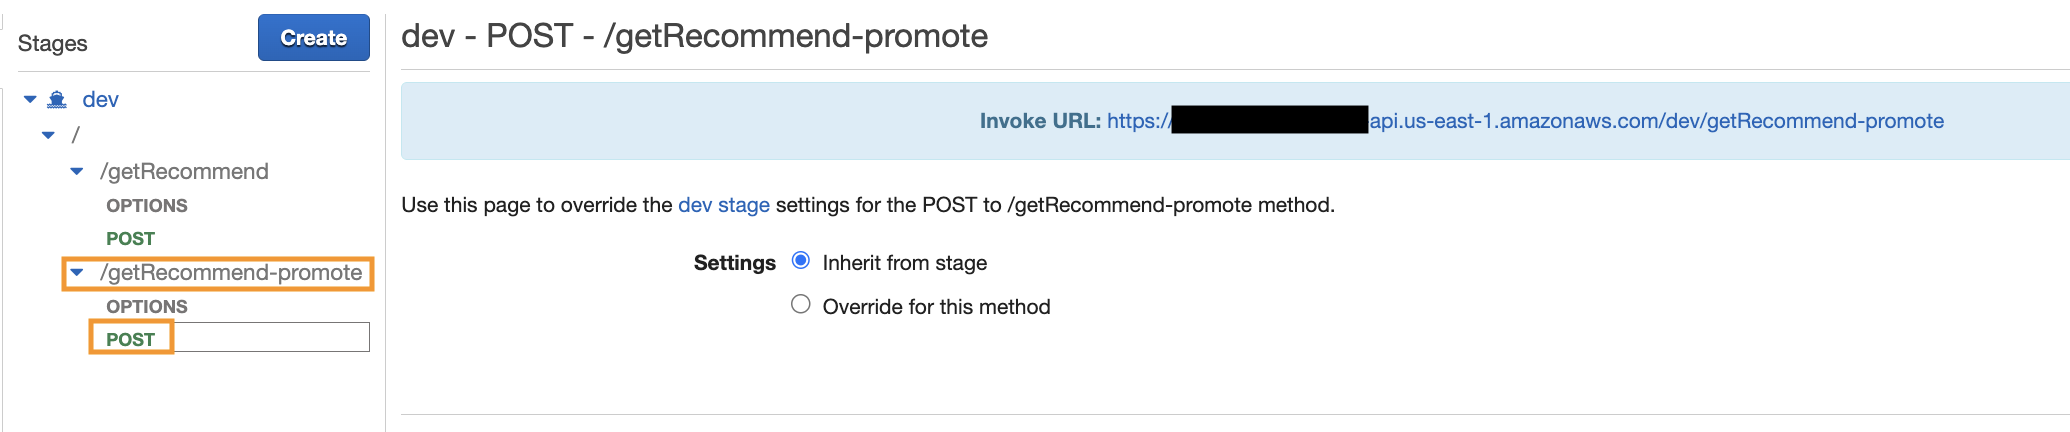 Stages
Create
dev
/
/getRecommend
OPTIONS
POST
/getRecommend-promote
OPTIONS
POST
dev - POST - /getRecommend-promote
Invoke URL: https:// api.us-east-1.amazonaws.com/dev/getRecommend-promote
Use this page to override the dev stage settings for the POST to /getRecommend-promote method.
Settings Inherit from stage
Override for this method